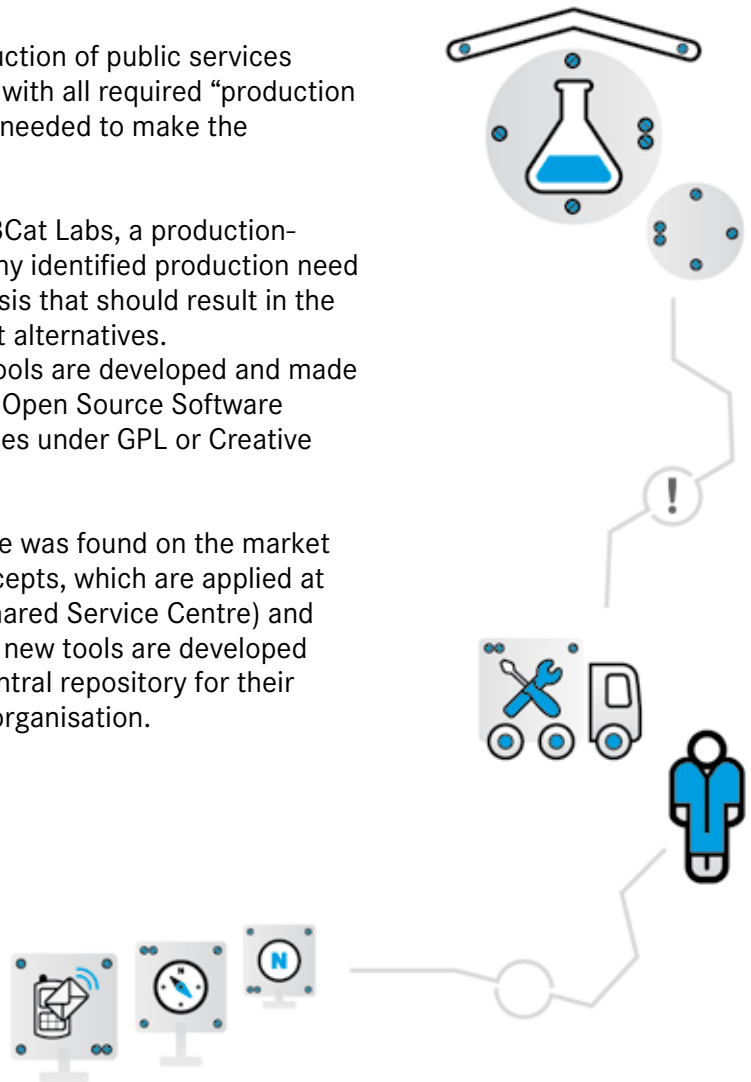 uction of public services
with all required “production
needed to make the
Cat Labs, a production-
ny identified production need
sis that should result in the
t alternatives.
ools are developed and made
Open Source Software
es under GPL or Creative
e was found on the market
cepts, which are applied at
nared Service Centre) and
new tools are developed
ntral repository for their
organisation.
!
N
N